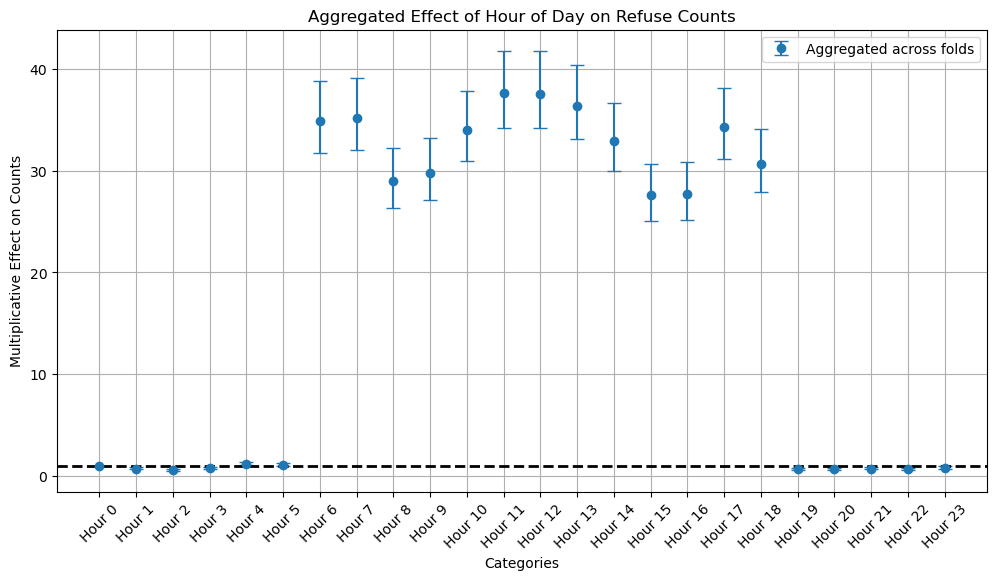 Aggregated Effect of Hour of Day on Refuse Counts
Aggregated across folds
Multiplicative Effect on Counts
40
30
20
10
0
Hour 0
Hour 1
Hour 2
Hour 3
Hour 4
Hour 5
Hour 6
Hour 7
Hour 8
Hour 9
Hour 10
Hour 11
Hour 12
Hour 13
Hour 14
Hour 15
Hour 16
Hour 17
Hour 18
Hour 19
Hour 20
Hour 21
Hour 22
Hour 23
Categories